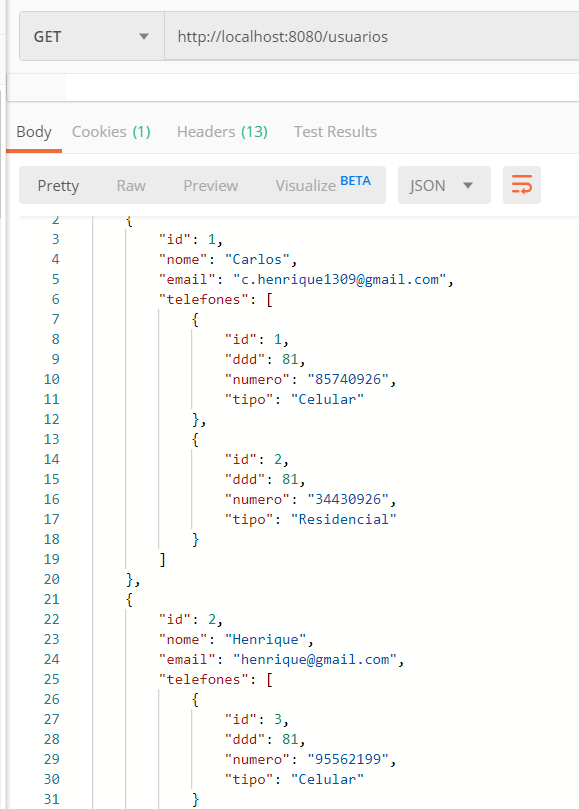 GET http://localhost:8080/usuarios
Body Cookies (1) Headers (13) Test Results
Pretty Raw Preview Visualize BETA JSON
2 {
3 "id": 1,
4 "nome": "Carlos",
5 "email": "c.henrique1309@gmail.com",
6 "telefones": [
7 {
8 "id": 1,
9 "ddd": 81,
10 "numero": "85740926",
11 "tipo": "Celular"
12 },
13 {
14 "id": 2,
15 "ddd": 81,
16 "numero": "34430926",
17 "tipo": "Residencial"
18 }
19 ]
20 },
21 {
22 "id": 2,
23 "nome": "Henrique",
24 "email": "henrique@gmail.com",
25 "telefones": [
26 {
27 "id": 3,
28 "ddd": 81,
29 "numero": "95562199",
30 "tipo": "Celular"
31 }